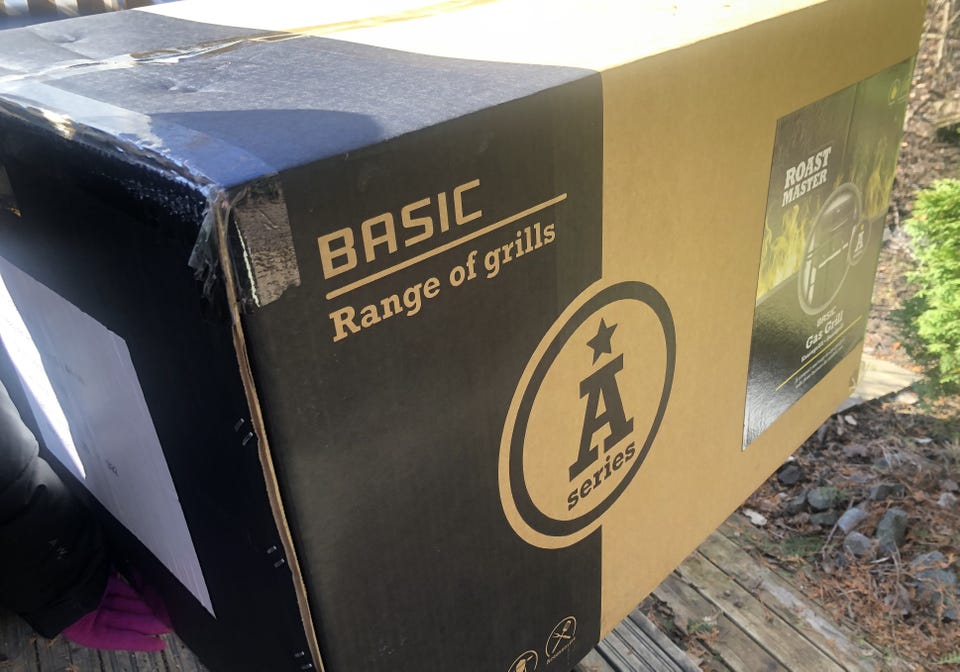 BASIC
Range of grills
A
series
ROAST
MASTER
A
BASIC
Gas Grill